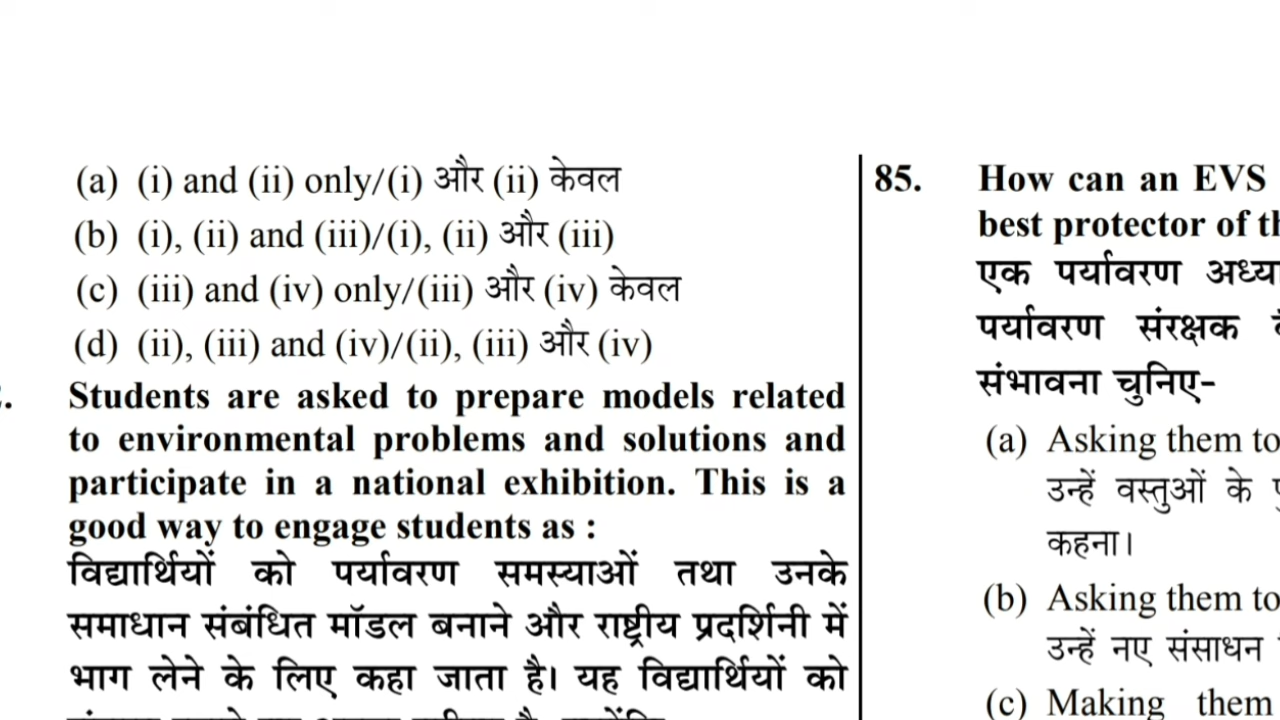 (a) (i) and (ii) only/(i) और (ii) केवल
(b) (i), (ii) and (iii)/(i), (ii) और (iii)
(c) (iii) and (iv) only/(iii) और (iv) केवल
(d) (ii), (iii) and (iv)/(ii), (iii) और (iv)
Students are asked to prepare models related
to environmental problems and solutions and
participate in a national exhibition. This is a
good way to engage students as :
विद्यार्थियों को पर्यावरण समस्याओं तथा उनके
समाधान संबंधित मॉडल बनाने और राष्ट्रीय प्रदर्शिनी में
भाग लेने के लिए कहा जाता है। यह विद्यार्थियों को
85. How can an EVS
best protector of
एक पर्यावरण
पर्यावरण संरक्षक
संभावना चुनिए-
(a) Asking them to
उन्हें वस्तुओं के
कहना।
(b) Asking them to
उन्हें नए संसाधन
(c) Making them